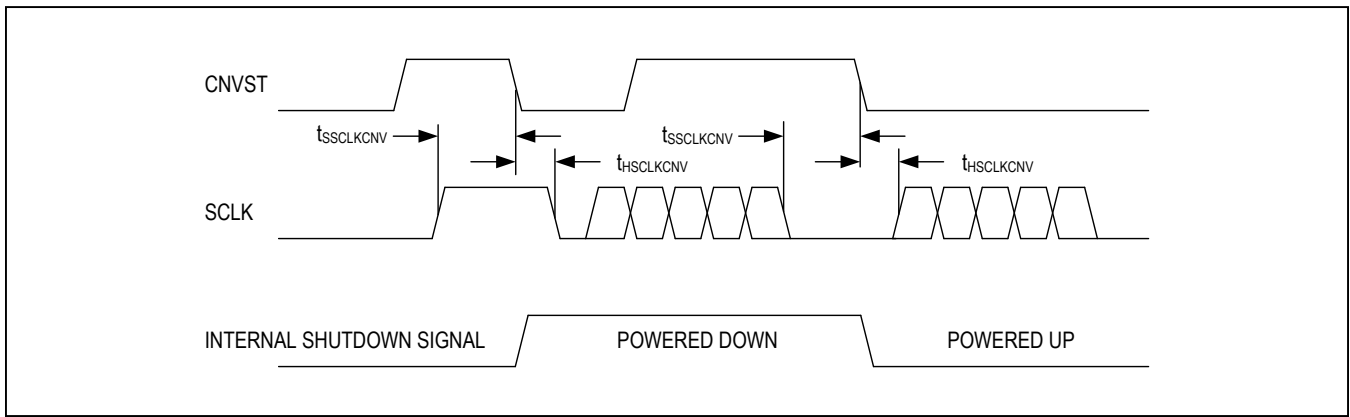 CNVST
tSSCLKCNV tSSCLKCNV
tHSCLKCNV tHSCLKCNV
SCLK
INTERNAL SHUTDOWN SIGNAL POWERED DOWN POWERED UP